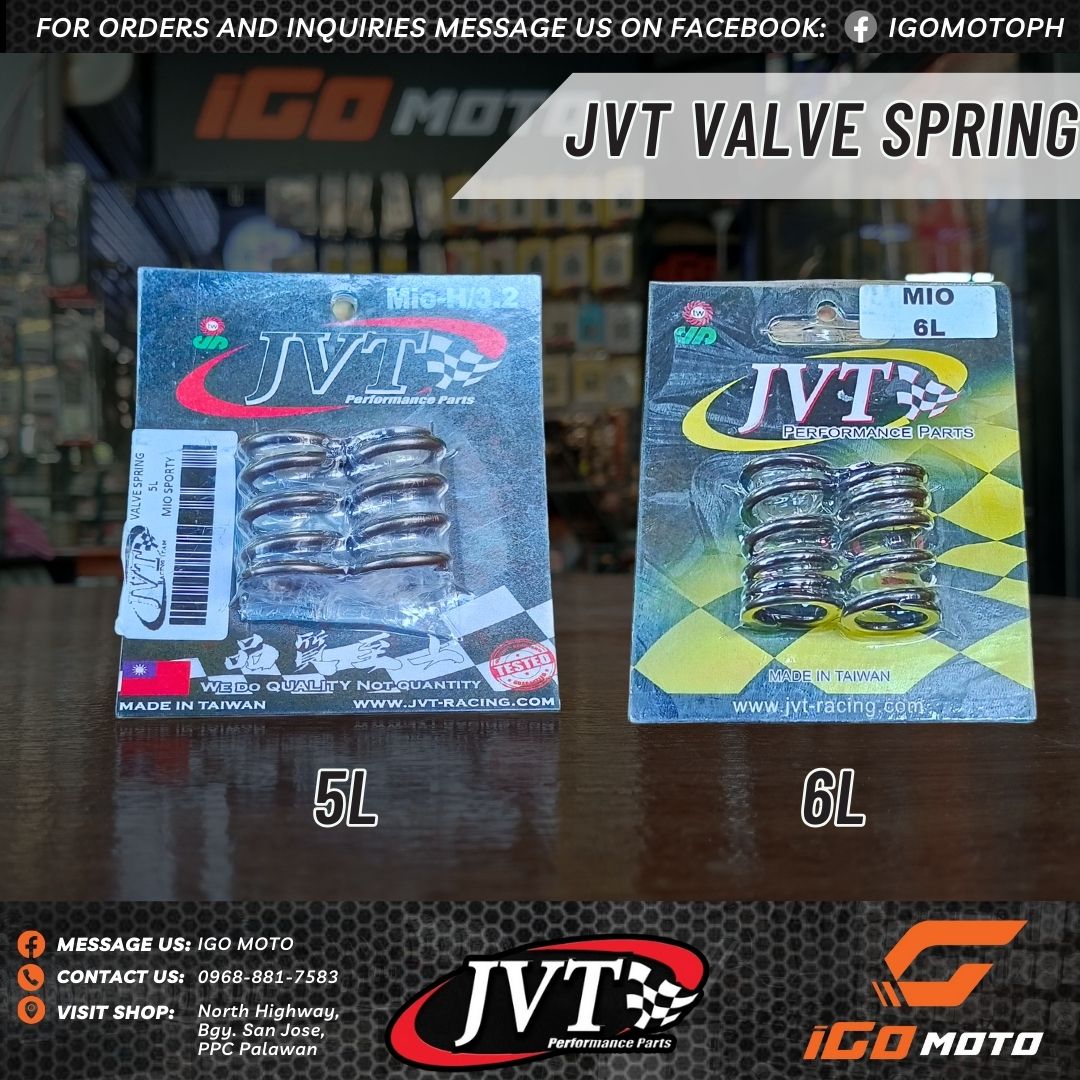 FOR ORDERS AND INQUIRIES MESSAGE US ON FACEBOOK: IGOMOTOPH
iGO MOTO
JVT VALVE SPRING
Mio-H/3.2
JVT
Performance Parts
VALVE SPRING
5L
MIO SPORTY
JVT
品質至上
TESTED
WE DO QUALITY NOT QUANTITY
MADE IN TAIWAN
WWW.JVT-RACING.COM
MIO
6L
JVT
PERFORMANCE PARTS
MADE IN TAIWAN
www.jvt-racing.com
5L
6L
MESSAGE US: IGO MOTO
CONTACT US: 0968-881-7583
VISIT SHOP: North Highway,
Bgy. San Jose,
PPC Palawan
JVT
Performance Parts
iGO MOTO